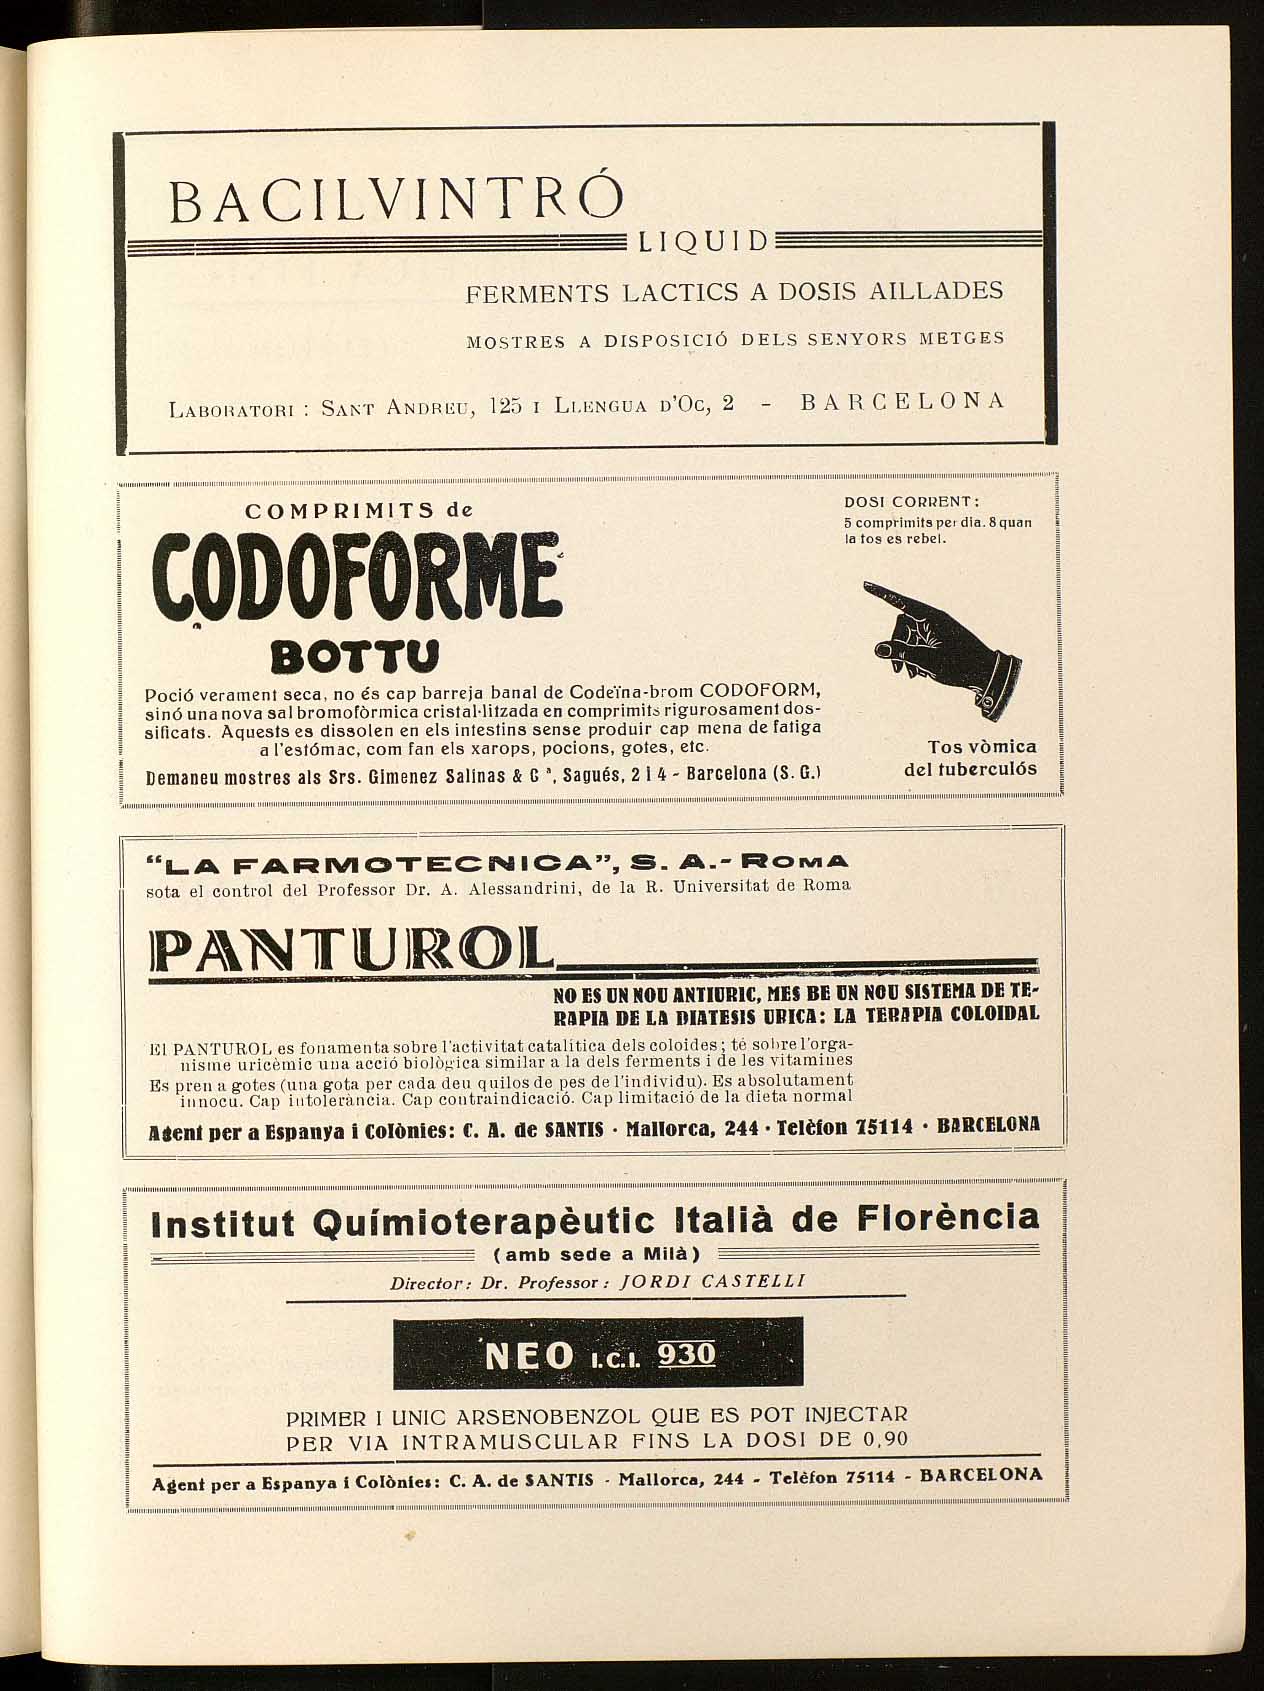 BACILVINTRÓ
LIQUID
FERMENTS LACTICS A DOSIS AILLADES
MOSTRES A DISPOSICIÓ DELS SENYORS METGES
LABORATORI : SANT ANDREU, 125 I LLENGUA D'OC, 2 - BARCELONA
COMPRIMITS de
CODOFORME
BOTTU
Poció verament seca, no és cap barreja banal de Codeïna-brom CODOFORM,
sinó una nova sal bromofòrmica cristal·litzada en comprimits rigurosament dos-
sificats. Aquests es dissolen en els intestins sense produir cap mena de fatiga
a l'estómac, com fan els xarops, pocions, gotes, etc.
Demaneu mostres als Srs. Gimenez Salinas & Cª, Sagués, 2 i 4 - Barcelona (S. G.)
DOSI CORRENT:
5 comprimits per dia. 8 quan
la tos es rebel.
Tos vòmica
del tuberculós
“LA FARMOTECNICA”, S. A.- ROMA
sota el control del Professor Dr. A. Alessandrini, de la R. Universitat de Roma
PANTUROL
NO ES UN NOU ANTIURIC, MES BE UN NOU SISTEMA DE TE-
RAPIA DE LA DIATESIS URICA: LA TERAPIA COLOIDAL
El PANTUROL es fonamenta sobre l'activitat catalítica dels coloides; té sobre l'orga-
nisme uricèmic una acció biològica similar a la dels ferments i de les vitamines
Es pren a gotes (una gota per cada deu quilos de pes de l'individu). Es absolutament
innocu. Cap intolerància. Cap contraindicació. Cap limitació de la dieta normal
Agent per a Espanya i Colònies: C. A. de SANTIS · Mallorca, 244 · Telèfon 75114 · BARCELONA
Institut Químioterapèutic Italià de Florència
(amb sede a Milà)
Director: Dr. Professor: JORDI CASTELLI
NEO I.C.I. 930
PRIMER I UNIC ARSENOBENZOL QUE ES POT INJECTAR
PER VIA INTRAMUSCULAR FINS LA DOSI DE 0,90
Agent per a Espanya i Colònies: C. A. de SANTIS - Mallorca, 244 - Telèfon 75114 - BARCELONA